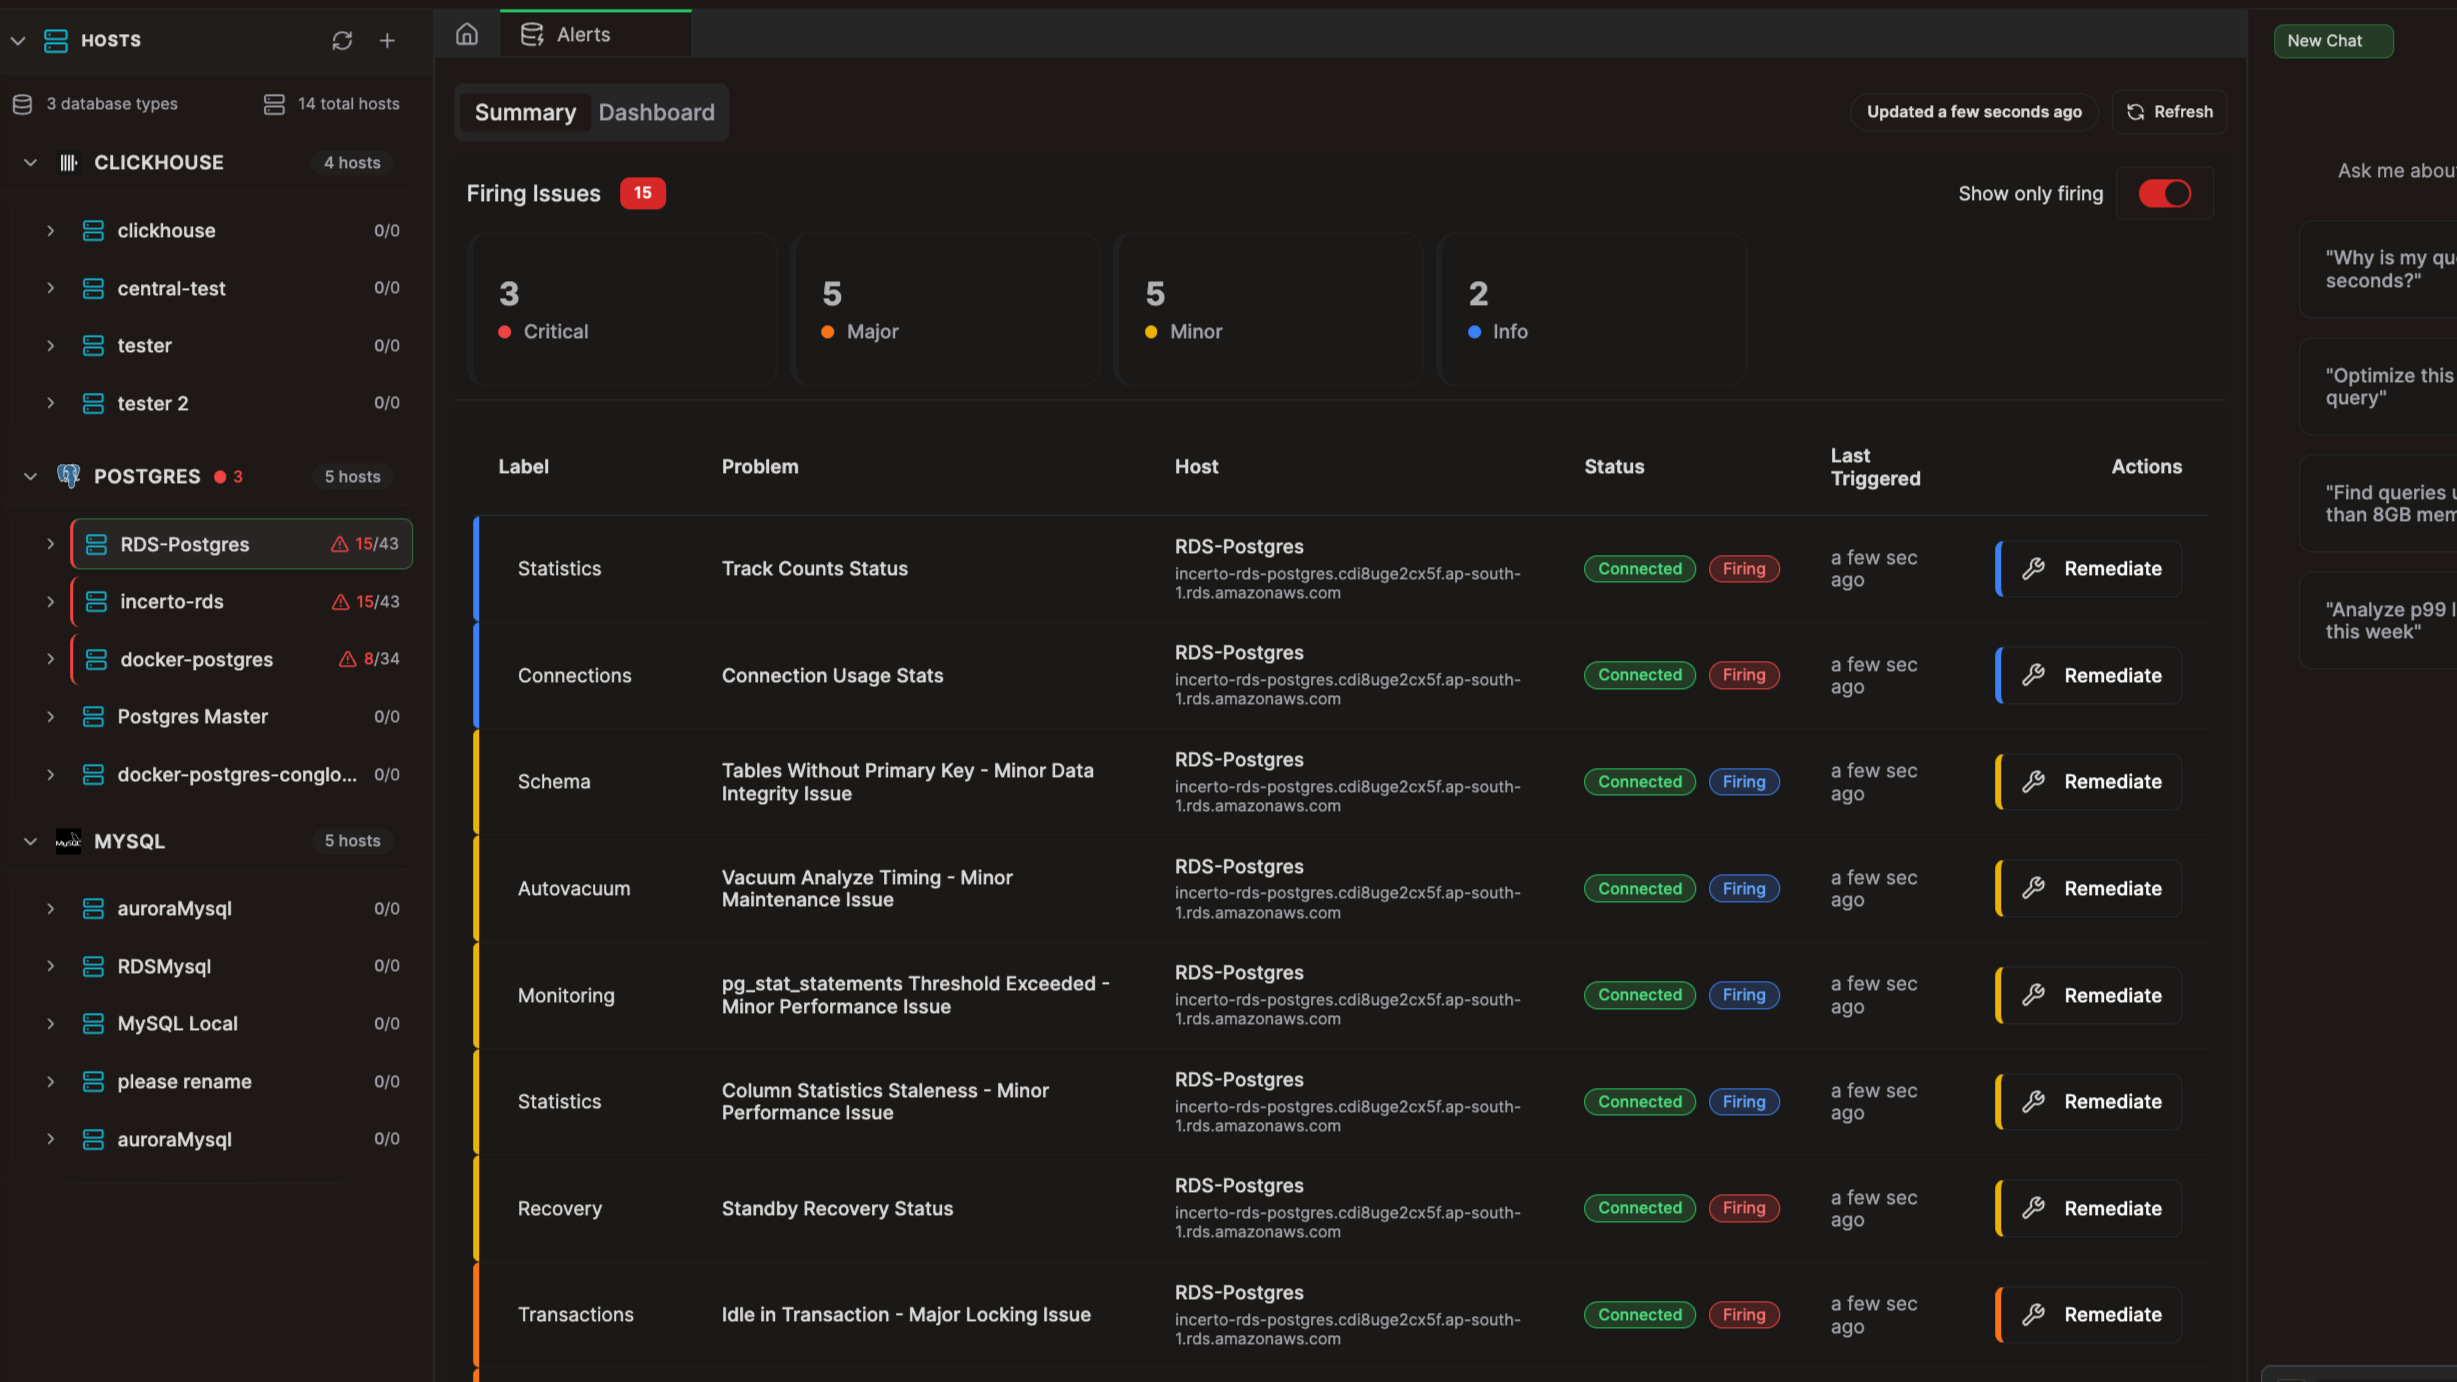 HOSTS
3 database types
14 total hosts
CLICKHOUSE
4 hosts
clickhouse
0/0
central-test
0/0
tester
0/0
tester 2
0/0
POSTGRES
3
5 hosts
RDS-Postgres
15/43
incerto-rds
15/43
docker-postgres
8/34
Postgres Master
0/0
docker-postgres-conglo...
0/0
MYSQL
5 hosts
auroraMysql
0/0
RDSMysql
0/0
MySQL Local
0/0
please rename
0/0
auroraMysql
0/0
Alerts
Summary
Dashboard
Updated a few seconds ago
Refresh
Firing Issues
15
Show only firing
3
Critical
5
Major
5
Minor
2
Info
Label
Problem
Host
Status
Last
Triggered
Actions
Statistics
Track Counts Status
RDS-Postgres
incerto-rds-postgres.cdi8uge2cx5f.ap-south-
1.rds.amazonaws.com
Connected
Firing
a few sec
ago
Remediate
Connections
Connection Usage Stats
RDS-Postgres
incerto-rds-postgres.cdi8uge2cx5f.ap-south-
1.rds.amazonaws.com
Connected
Firing
a few sec
ago
Remediate
Schema
Tables Without Primary Key - Minor Data
Integrity Issue
RDS-Postgres
incerto-rds-postgres.cdi8uge2cx5f.ap-south-
1.rds.amazonaws.com
Connected
Firing
a few sec
ago
Remediate
Autovacuum
Vacuum Analyze Timing - Minor
Maintenance Issue
RDS-Postgres
incerto-rds-postgres.cdi8uge2cx5f.ap-south-
1.rds.amazonaws.com
Connected
Firing
a few sec
ago
Remediate
Monitoring
pg_stat_statements Threshold Exceeded -
Minor Performance Issue
RDS-Postgres
incerto-rds-postgres.cdi8uge2cx5f.ap-south-
1.rds.amazonaws.com
Connected
Firing
a few sec
ago
Remediate
Statistics
Column Statistics Staleness - Minor
Performance Issue
RDS-Postgres
incerto-rds-postgres.cdi8uge2cx5f.ap-south-
1.rds.amazonaws.com
Connected
Firing
a few sec
ago
Remediate
Recovery
Standby Recovery Status
RDS-Postgres
incerto-rds-postgres.cdi8uge2cx5f.ap-south-
1.rds.amazonaws.com
Connected
Firing
a few sec
ago
Remediate
Transactions
Idle in Transaction - Major Locking Issue
RDS-Postgres
incerto-rds-postgres.cdi8uge2cx5f.ap-south-
1.rds.amazonaws.com
Connected
Firing
a few sec
ago
Remediate
New Chat
Ask me
"Why is my
seconds?"
"Optimize this
query"
"Find queries
than 8GB
"Analyze p99
this week"